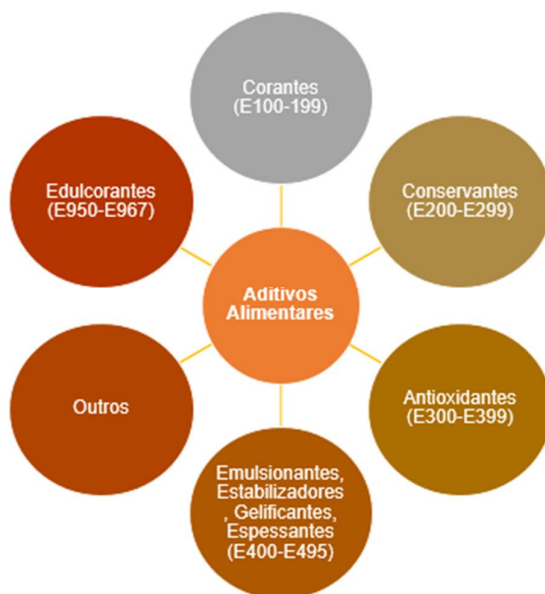 Corantes
(E100-199)
Edulcorantes
(E950-E967)
Conservantes
(E200-E299)
Aditivos
Alimentares
Outros
Antioxidantes
(E300-E399)
Emulsionantes,
Estabilizadores
, Gelificantes,
Espessantes
(E400-E495)